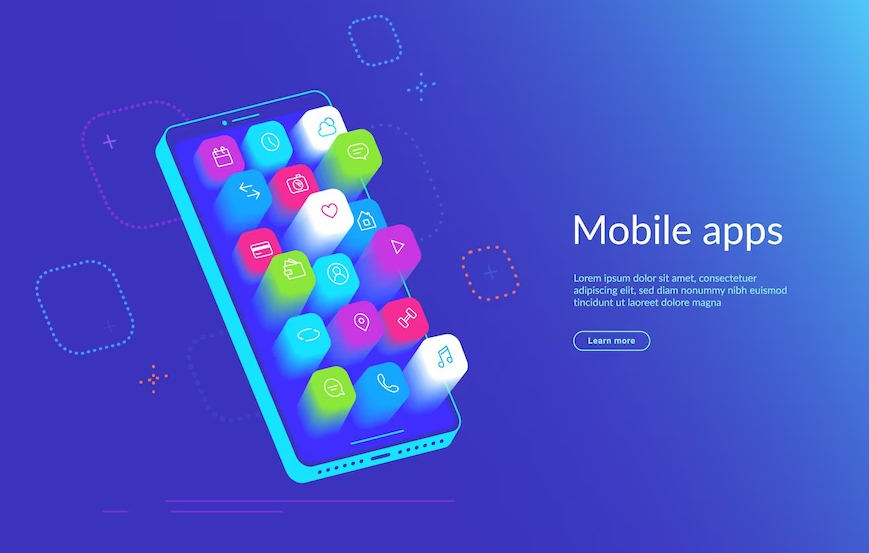 Mobile apps
Lorem ipsum dolor sit amet, consectetuer
adipiscing elit, sed diam nonummy nibh euismod
tincidunt ut laoreet dolore magna
Learn more